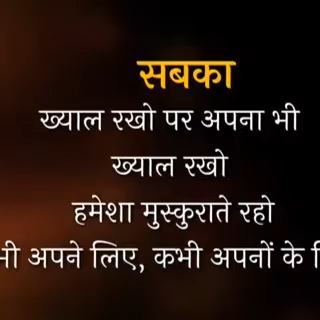 सबका
ख्याल रखो पर अपना भी
ख्याल रखो
हमेशा मुस्कुराते रहो
अपने लिए, कभी अपनों के